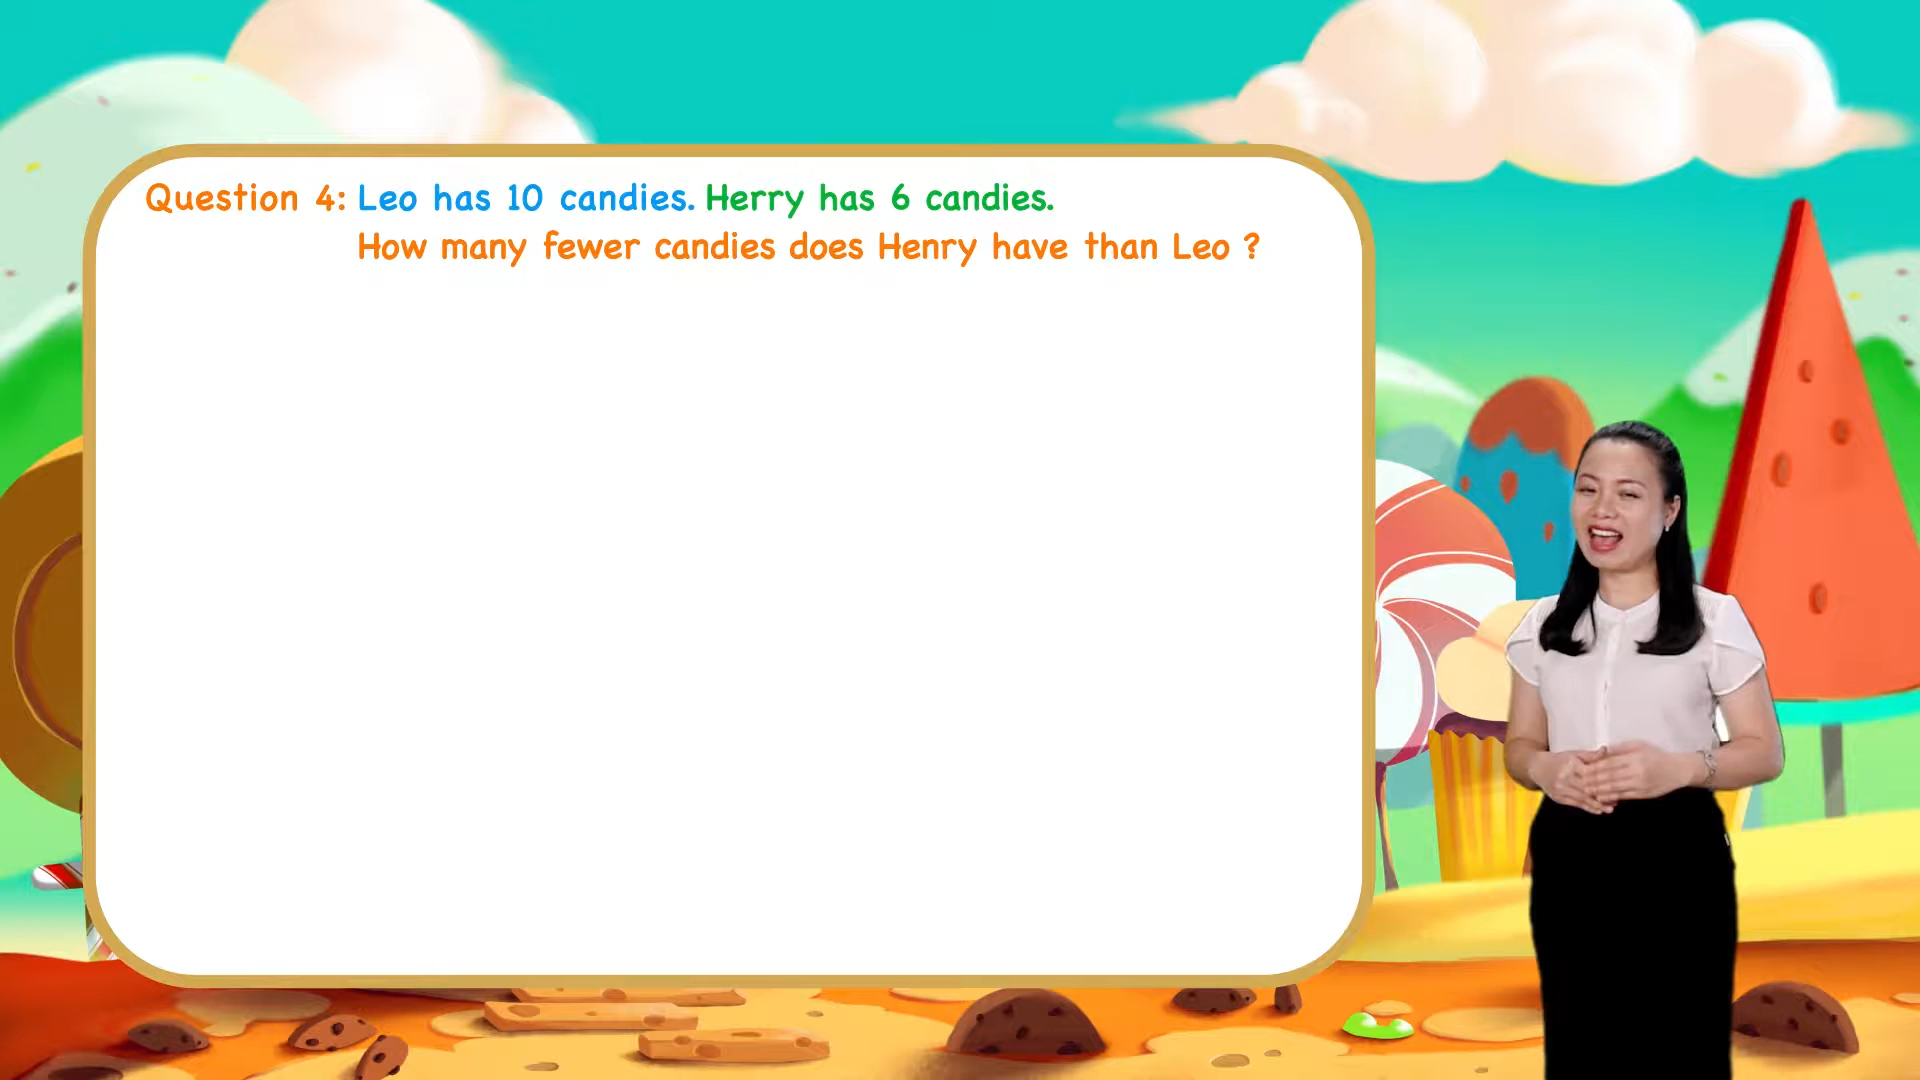 Question 4: Leo has 10 candies. Herry has 6 candies.
How many fewer candies does Henry have than Leo ?